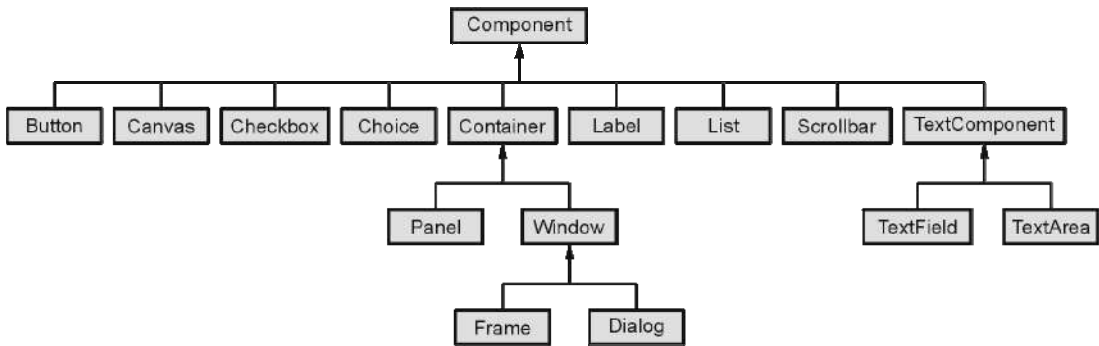 Component
Button Canvas Checkbox Choice Container Label List Scrollbar TextComponent
Panel Window TextField TextArea
Frame Dialog